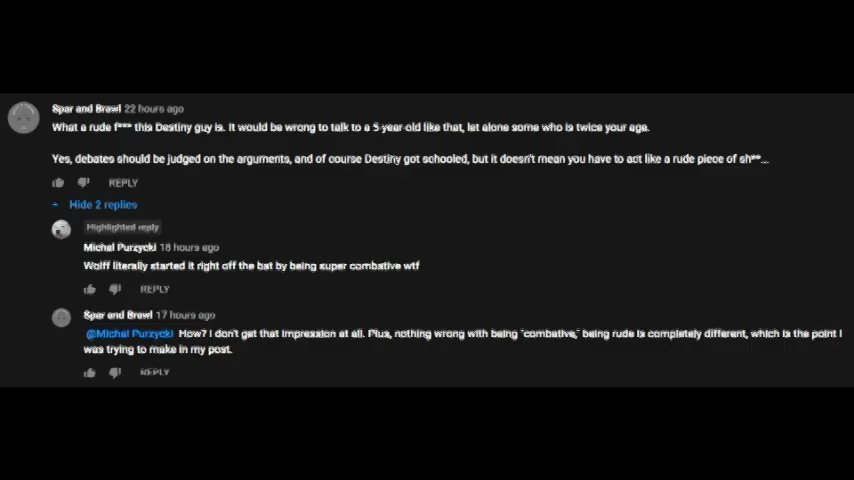 Spar and Brawl 22 hours ago
What a rude f*** this Destiny guy is. It would be wrong to talk to a 5-year-old like that, let alone some who is twice your age.
Yes, debates should be judged on the arguments, and of course Destiny got schooled, but it doesn't mean you have to act like a rude piece of sh**...
REPLY
Hide 2 replies
Highlighted reply
Michal Purzycki 18 hours ago
Wolff literally started it right off the bat by being super combative wtf
REPLY
Spar and Brawl 17 hours ago
@Michal Purzycki How? I don't get that impression at all. Plus, nothing wrong with being "combative," being rude is completely different, which is the point I
was trying to make in my post.
REPLY